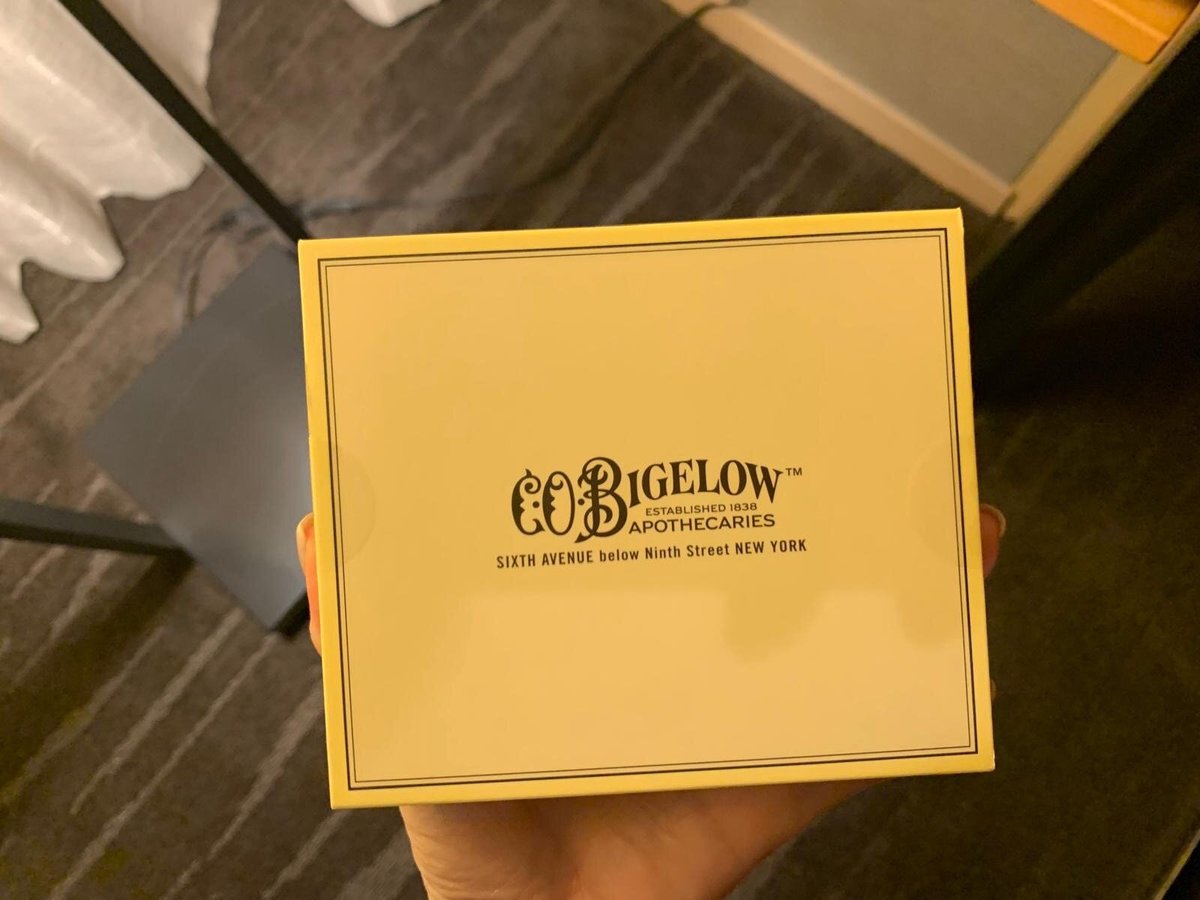 C.O. BIGELOW™
ESTABLISHED 1838
APOTHECARIES
SIXTH AVENUE below Ninth Street NEW YORK